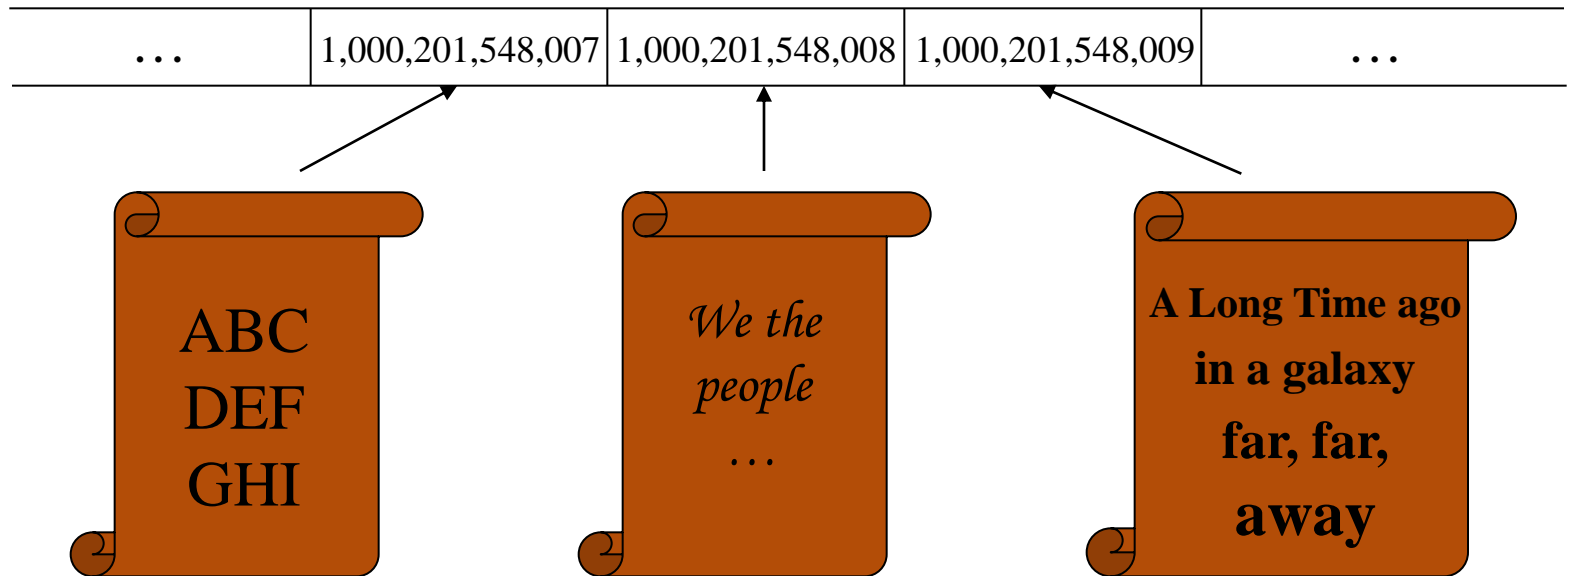 ... 1,000,201,548,007 1,000,201,548,008 1,000,201,548,009 ...
ABC
DEF
GHI
We the
people
...
A Long Time ago
in a galaxy
far, far,
away